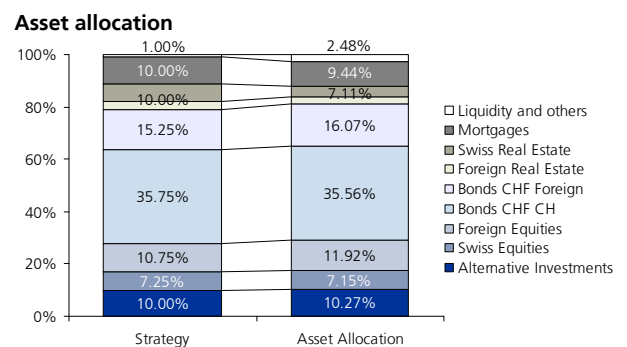 Asset allocation
100%
80%
60%
40%
20%
0%
1.00%
10.00%
10.00%
15.25%
35.75%
10.75%
7.25%
10.00%
2.48%
9.44%
7.11%
16.07%
35.56%
11.92%
7.15%
10.27%
Strategy
Asset Allocation
Liquidity and others
Mortgages
Swiss Real Estate
Foreign Real Estate
Bonds CHF Foreign
Bonds CHF CH
Foreign Equities
Swiss Equities
Alternative Investments